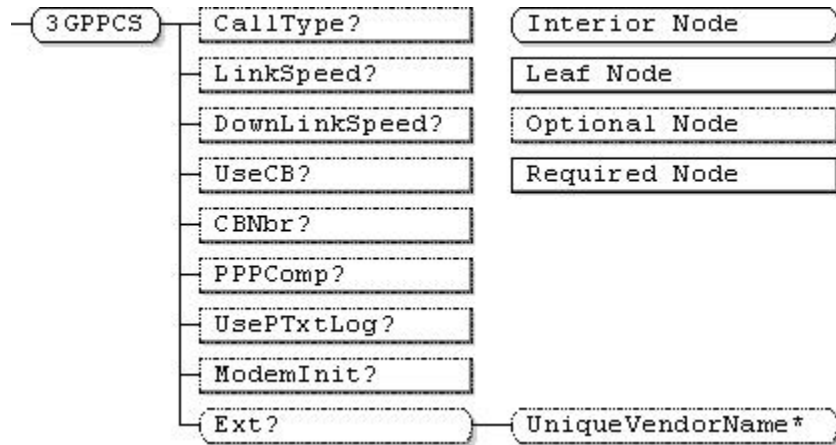 3GPPCS
CallType?
Interior Node
LinkSpeed?
Leaf Node
DownLinkSpeed?
Optional Node
UseCB?
Required Node
CBNbr?
PPPComp?
UsePTxtLog?
ModemInit?
Ext?
UniqueVendorName*